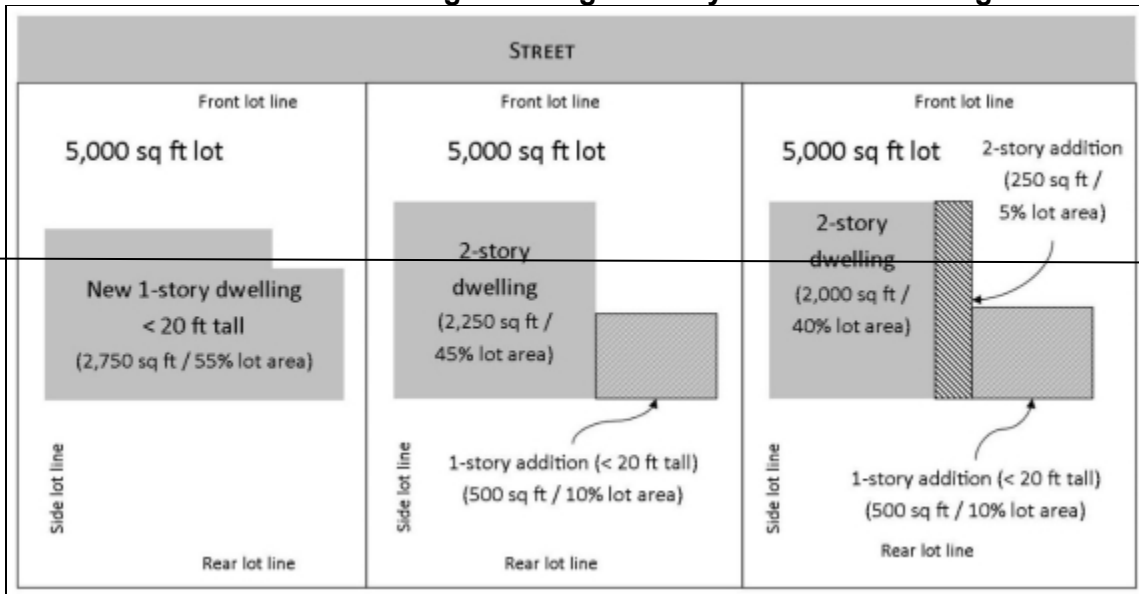 STREET
Front lot line
5,000 sq ft lot
New 1-story dwelling
< 20 ft tall
(2,750 sq ft / 55% lot area)
Side lot line
Rear lot line
Front lot line
5,000 sq ft lot
2-story
dwelling
(2,250 sq ft /
45% lot area)
1-story addition (< 20 ft tall)
(500 sq ft / 10% lot area)
Side lot line
Rear lot line
Front lot line
5,000 sq ft lot
2-story addition
(250 sq ft /
5% lot area)
2-story
dwelling
(2,000 sq ft /
40% lot area)
1-story addition (< 20 ft tall)
(500 sq ft / 10% lot area)
Side lot line
Rear lot line